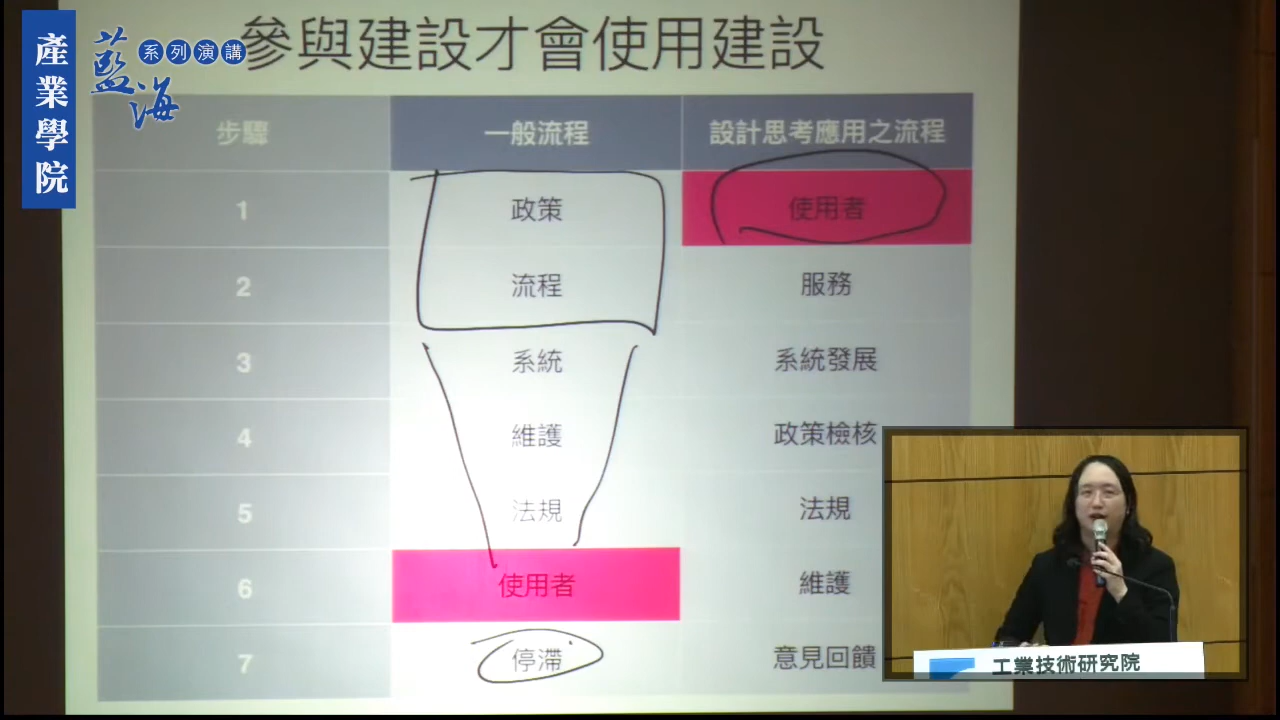 產業學院
藍海
系列演講
參與建設才會使用建設
步驟 一般流程 設計思考應用之流程
1 政策 使用者
2 流程 服務
3 系統 系統發展
4 維護 政策檢核
5 法規 法規
6 使用者 維護
7 停滯 意見回饋
工業技術研究院